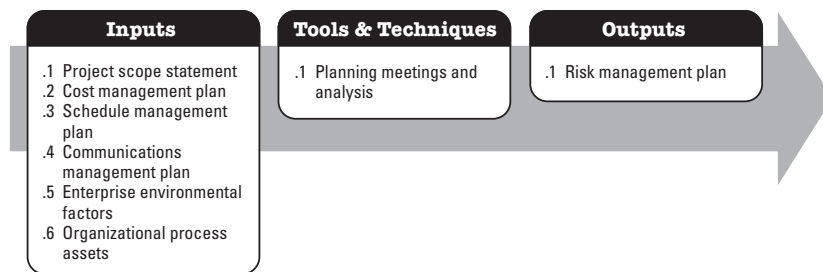 Inputs
.1 Project scope statement
.2 Cost management plan
.3 Schedule management
plan
.4 Communications
management plan
.5 Enterprise environmental
factors
.6 Organizational process
assets
Tools & Techniques
.1 Planning meetings and
analysis
Outputs
.1 Risk management plan